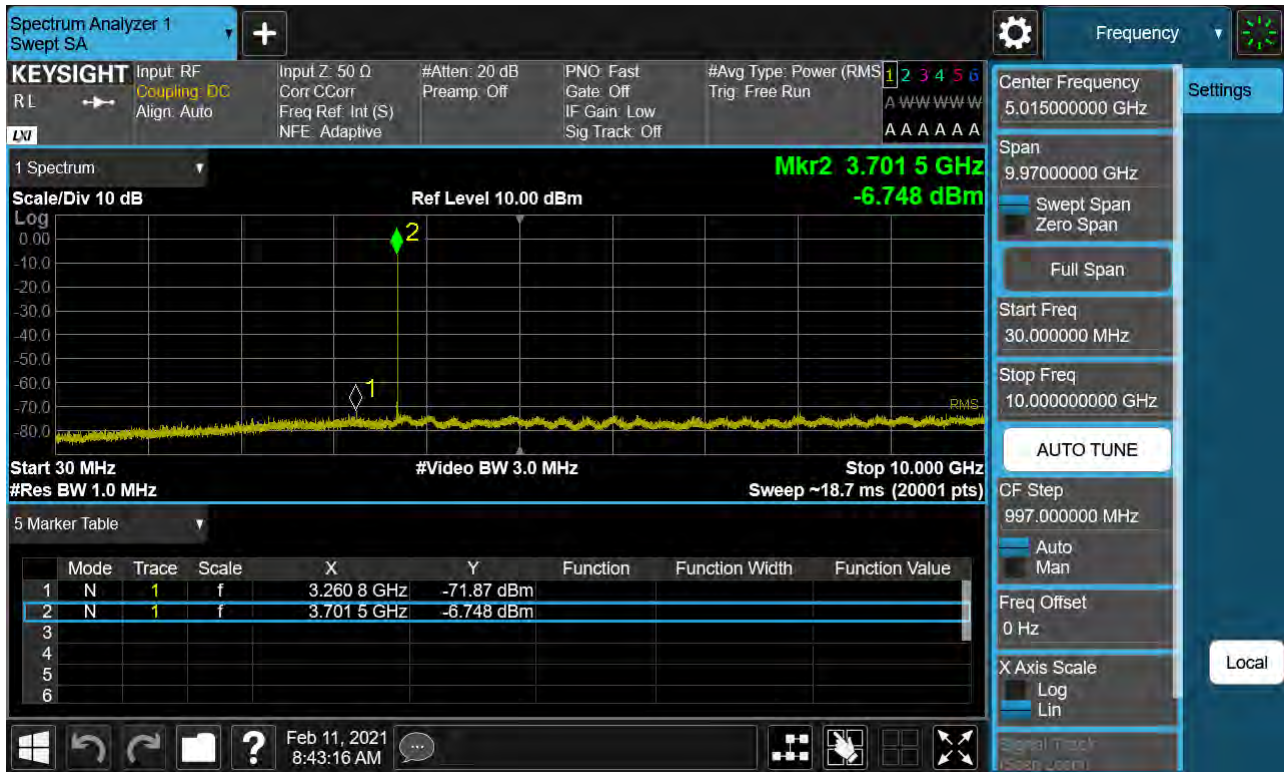 Spectrum Analyzer 1
Swept SA
+
Frequency
KEYSIGHT
RL
LXI
Input: RF
Coupling: DC
Align: Auto
Input Z: 50 Ω
Corr CCorr
Freq Ref: Int (S)
NFE: Adaptive
#Atten: 20 dB
Preamp: Off
PNO: Fast
Gate: Off
IF Gain: Low
Sig Track: Off
#Avg Type: Power (RMS
Trig: Free Run
1 2 3 4 5 6
A W W W W W
A A A A A A
1 Spectrum
Mkr2 3.701 5 GHz
-6.748 dBm
Scale/Div 10 dB
Ref Level 10.00 dBm
Log
0.00
-10.0
-20.0
-30.0
-40.0
-50.0
-60.0
-70.0
-80.0
2
1
RMS
Start 30 MHz
#Video BW 3.0 MHz
Stop 10.000 GHz
#Res BW 1.0 MHz
Sweep ~18.7 ms (20001 pts)
5 Marker Table
Mode Trace Scale X Y Function Function Width Function Value
1 N 1 f 3.260 8 GHz -71.87 dBm
2 N 1 f 3.701 5 GHz -6.748 dBm
3
4
5
6
?
Feb 11, 2021
8:43:16 AM
Center Frequency
5.015000000 GHz
Span
9.97000000 GHz
Swept Span
Zero Span
Full Span
Start Freq
30.000000 MHz
Stop Freq
10.000000000 GHz
AUTO TUNE
CF Step
997.000000 MHz
Auto
Man
Freq Offset
0 Hz
X Axis Scale
Log
Lin
Signal Track
(Span Zoom)
Settings
Local